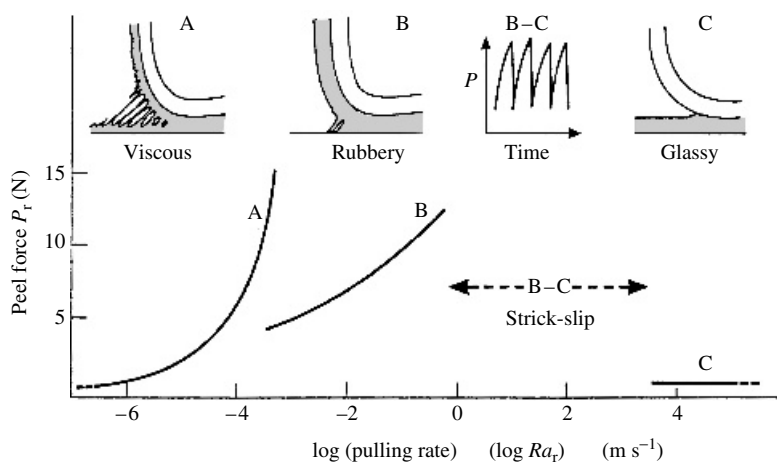 A B B–C C
P
Viscous Rubbery Time Glassy
Peel force Pr (N)
15
10
5
A
B
B–C
Strick-slip
C
−6 −4 −2 0 2 4
log (pulling rate) (log Rar) (m s⁻¹)